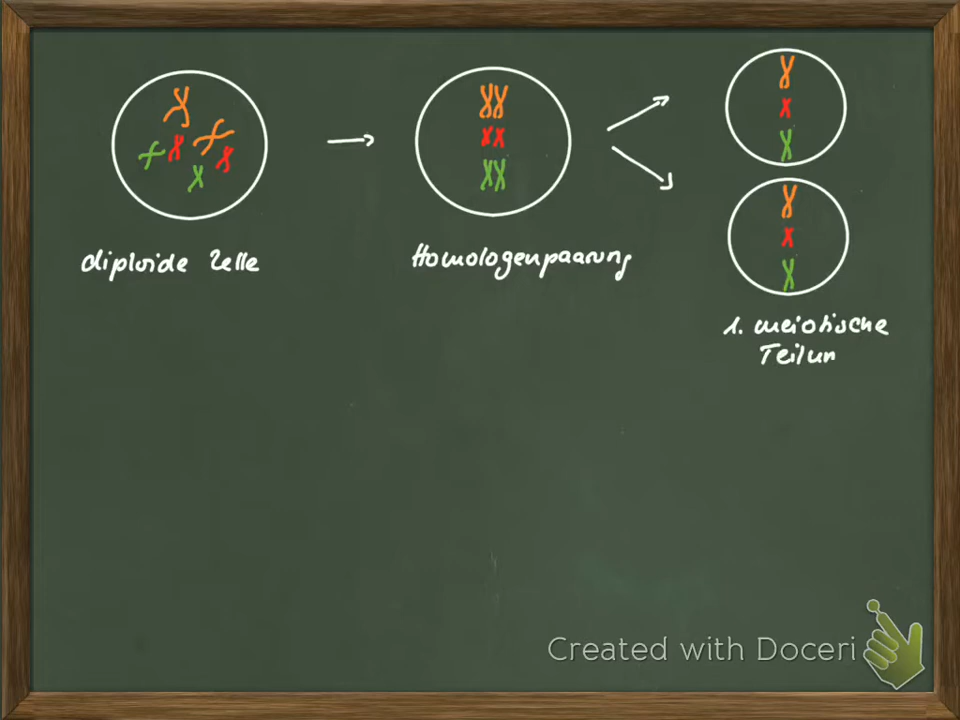 diploide Zelle
Homologenpaarung
1. meiotische
Teilun
Created with Doceri